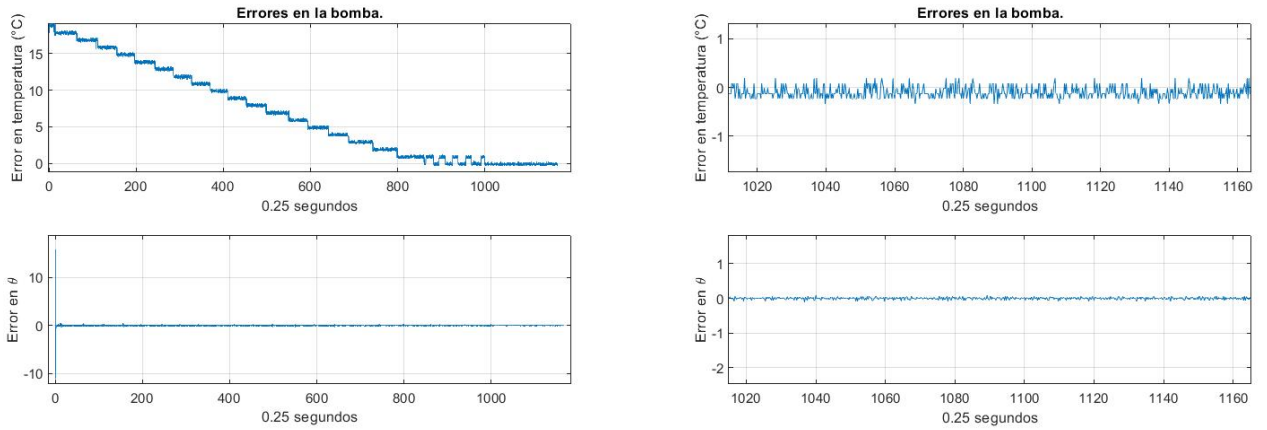 Errores en la bomba.
Error en temperatura (°C)
15
10
5
0
0 200 400 600 800 1000
0.25 segundos
Errores en la bomba.
Error en temperatura (°C)
1
0
-1
1020 1040 1060 1080 1100 1120 1140 1160
0.25 segundos
Error en θ
10
0
-10
0 200 400 600 800 1000
0.25 segundos
Error en θ
1
0
-1
-2
1020 1040 1060 1080 1100 1120 1140 1160
0.25 segundos